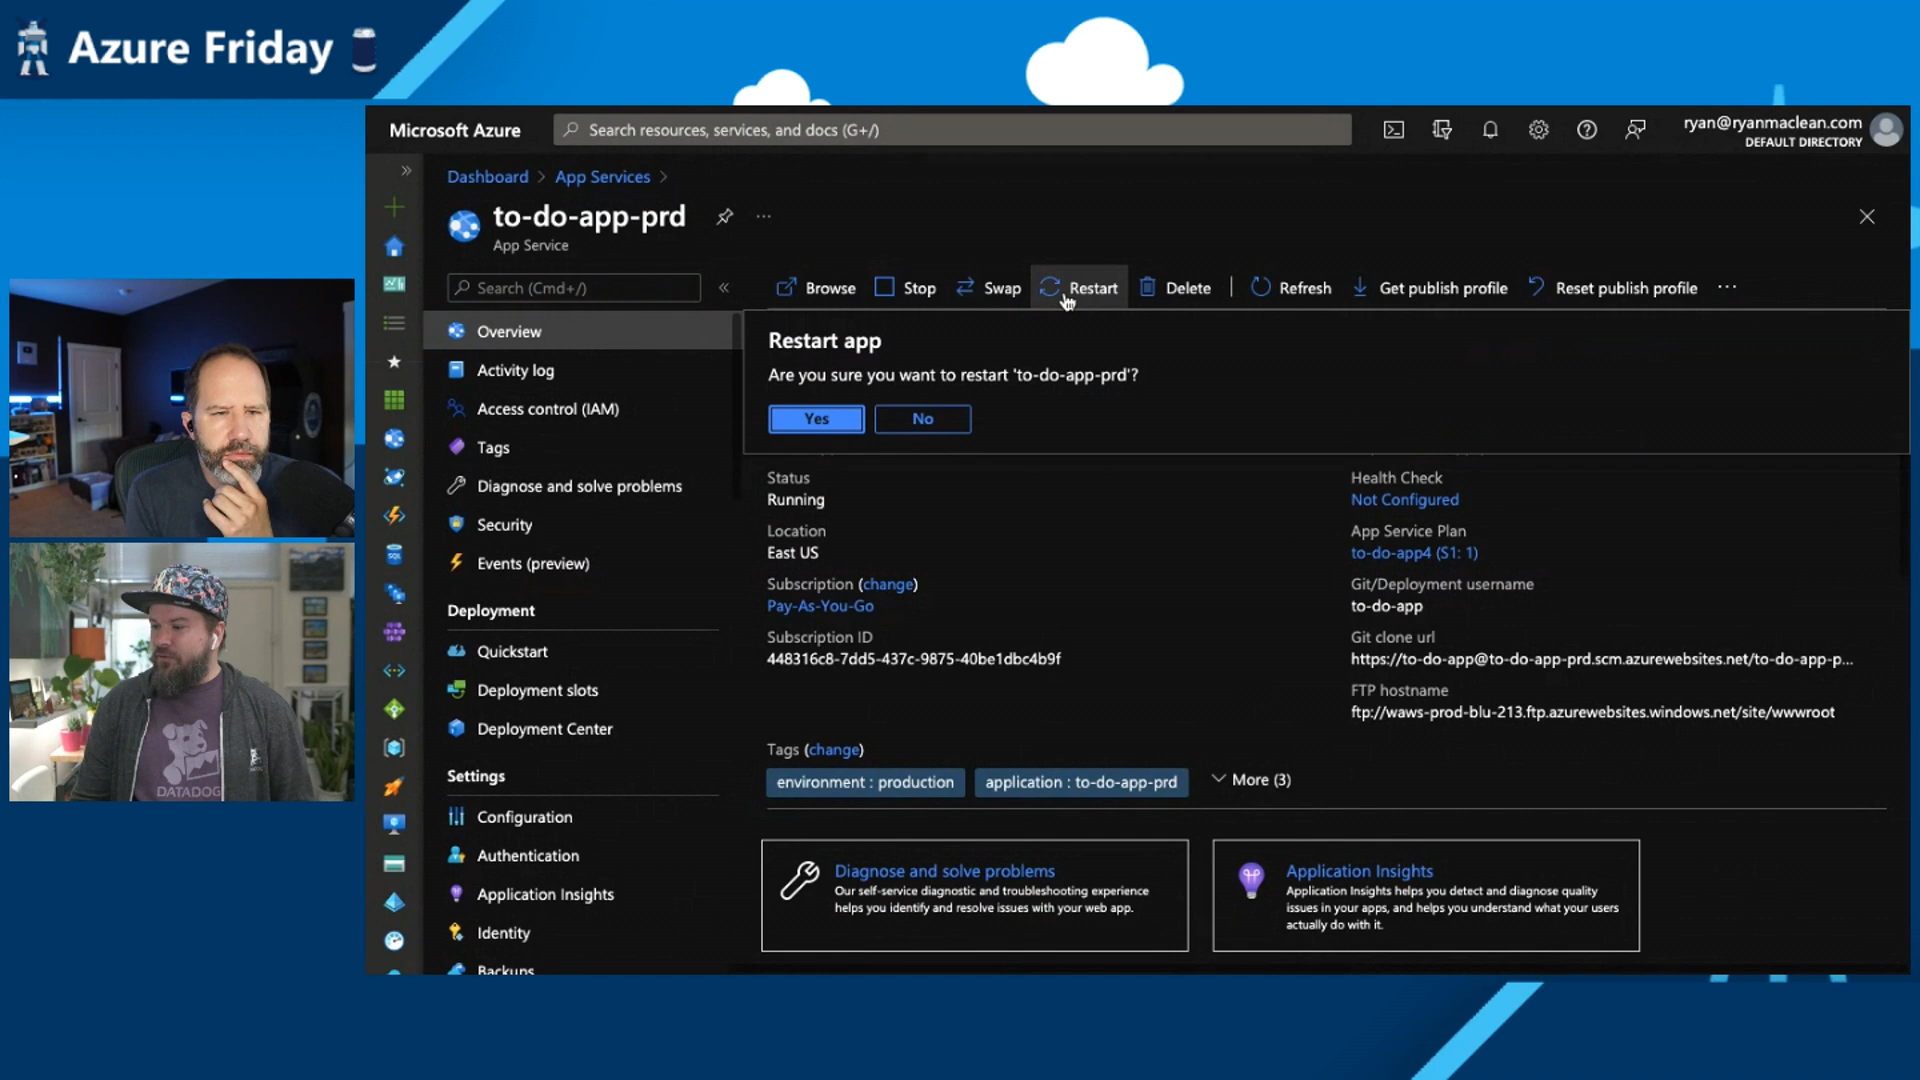 Azure Friday
Microsoft Azure
Search resources, services, and docs (G+/)
ryan@ryanmaclean.com
DEFAULT DIRECTORY
Dashboard > App Services >
to-do-app-prd
App Service
Search (Cmd+/)
Browse
Stop
Swap
Restart
Delete
Refresh
Get publish profile
Reset publish profile
Overview
Activity log
Access control (IAM)
Tags
Diagnose and solve problems
Security
Events (preview)
Deployment
Quickstart
Deployment slots
Deployment Center
Settings
Configuration
Authentication
Application Insights
Identity
Backups
Restart app
Are you sure you want to restart 'to-do-app-prd'?
Yes
No
Status
Running
Location
East US
Subscription (change)
Pay-As-You-Go
Subscription ID
448316c8-7dd5-437c-9875-40be1dbc4b9f
Health Check
Not Configured
App Service Plan
to-do-app4 (S1: 1)
Git/Deployment username
to-do-app
Git clone url
https://to-do-app@to-do-app-prd.scm.azurewebsites.net/to-do-app-p...
FTP hostname
ftp://waws-prod-blu-213.ftp.azurewebsites.windows.net/site/wwwroot
Tags (change)
environment : production
application : to-do-app-prd
More (3)
Diagnose and solve problems
Our self-service diagnostic and troubleshooting experience
helps you identify and resolve issues with your web app.
Application Insights
Application Insights helps you detect and diagnose quality
issues in your apps, and helps you understand what your users
actually do with it.
SQL
DATADOG